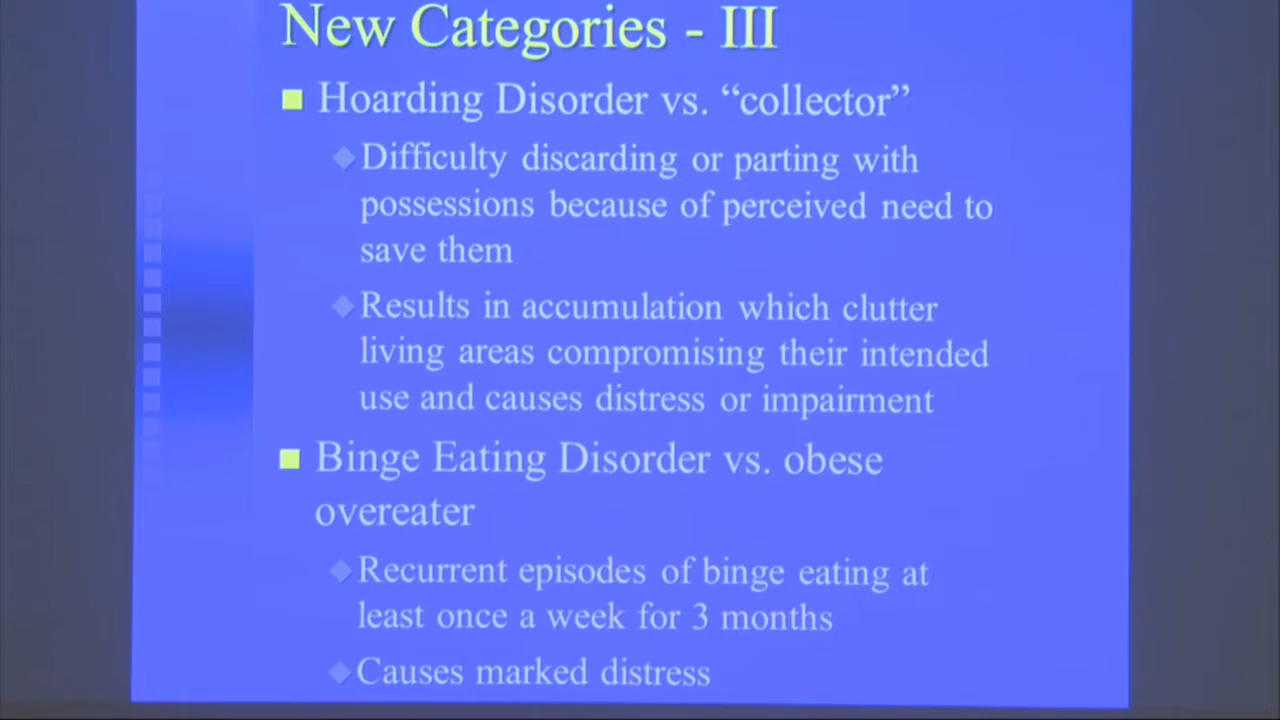 New Categories - III
Hoarding Disorder vs. “collector”
Difficulty discarding or parting with
possessions because of perceived need to
save them
Results in accumulation which clutter
living areas compromising their intended
use and causes distress or impairment
Binge Eating Disorder vs. obese
overeater
Recurrent episodes of binge eating at
least once a week for 3 months
Causes marked distress